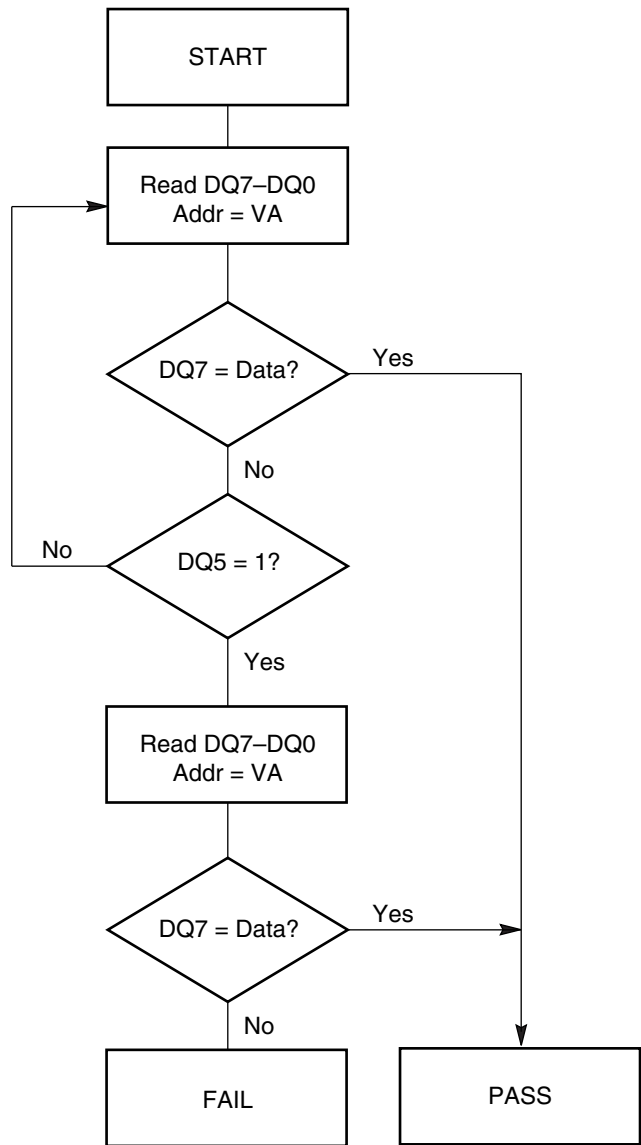 START
Read DQ7–DQ0
Addr = VA
DQ7 = Data?
Yes
No
No
DQ5 = 1?
Yes
Read DQ7–DQ0
Addr = VA
DQ7 = Data?
Yes
No
FAIL
PASS